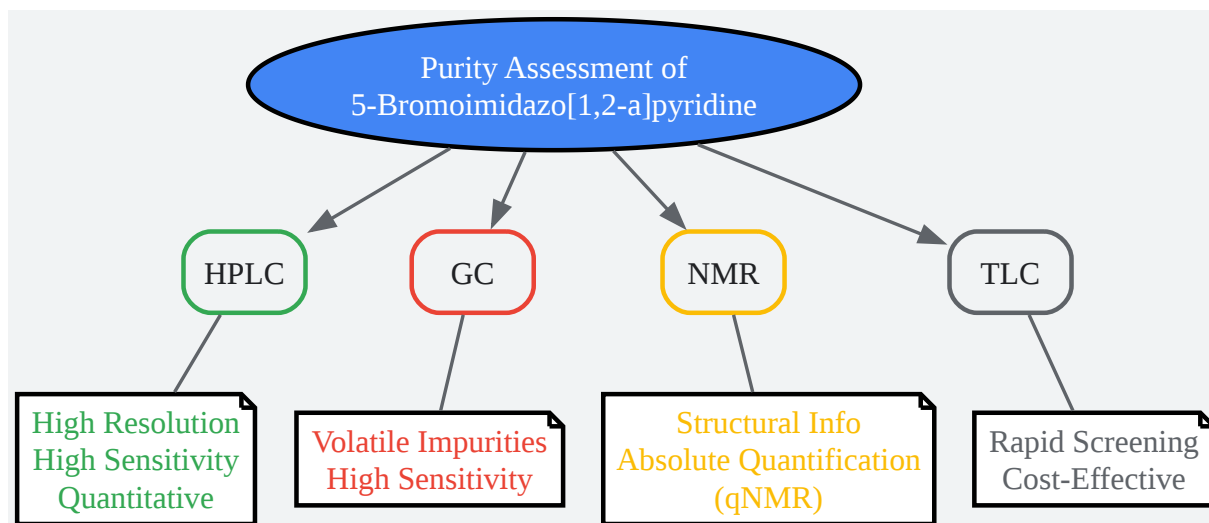 Purity Assessment of
5-Bromoimidazo[1,2-a]pyridine
HPLC
GC
NMR
TLC
High Resolution
High Sensitivity
Quantitative
Volatile Impurities
High Sensitivity
Structural Info
Absolute Quantification
(qNMR)
Rapid Screening
Cost-Effective